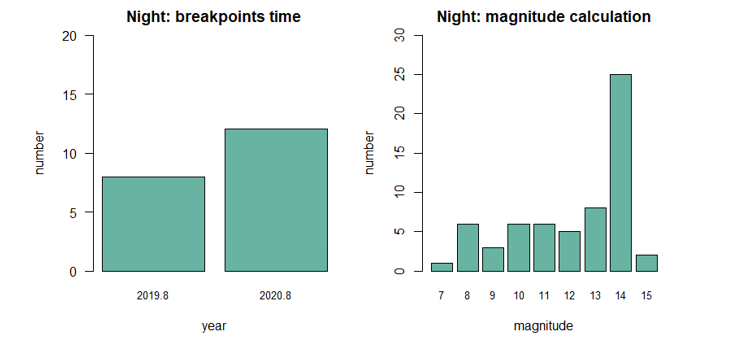 Night: breakpoints time
20
15
10
5
0
number
2019.8 2020.8
year
Night: magnitude calculation
30
25
20
15
10
5
0
number
7 8 9 10 11 12 13 14 15
magnitude